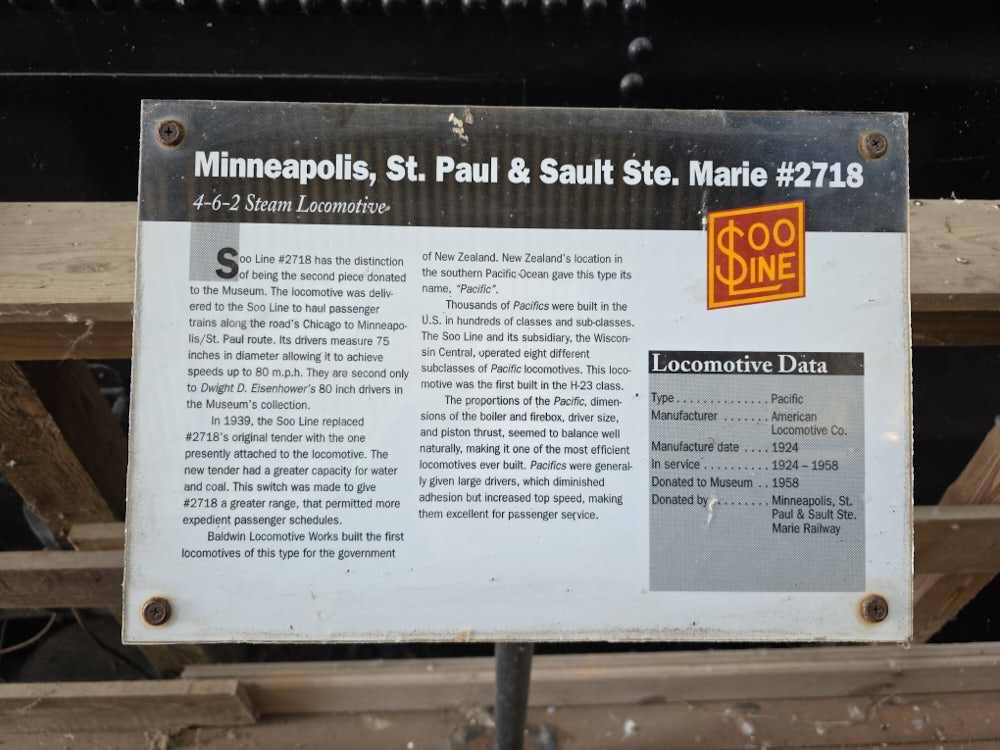 Minneapolis, St. Paul & Sault Ste. Marie #2718
4-6-2 Steam Locomotive
Soo Line #2718 has the distinction
of being the second piece donated
to the Museum. The locomotive was deliv-
ered to the Soo Line to haul passenger
trains along the road's Chicago to Minneapo-
lis/St. Paul route. Its drivers measure 75
inches in diameter allowing it to achieve
speeds up to 80 m.p.h. They are second only
to Dwight D. Eisenhower's 80 inch drivers in
the Museum's collection.
In 1939, the Soo Line replaced
#2718's original tender with the one
presently attached to the locomotive. The
new tender had a greater capacity for water
and coal. This switch was made to give
#2718 a greater range, that permitted more
expedient passenger schedules.
Baldwin Locomotive Works built the first
locomotives of this type for the government
of New Zealand. New Zealand's location in
the southern Pacific Ocean gave this type its
name, "Pacific".
Thousands of Pacifics were built in the
U.S. in hundreds of classes and sub-classes.
The Soo Line and its subsidiary, the Wiscon-
sin Central, operated eight different
subclasses of Pacific locomotives. This loco-
motive was the first built in the H-23 class.
The proportions of the Pacific, dimen-
sions of the boiler and firebox, driver size,
and piston thrust, seemed to balance well
naturally, making it one of the most efficient
locomotives ever built. Pacifics were general-
ly given large drivers, which diminished
adhesion but increased top speed, making
them excellent for passenger service.
SOO
LINE
Locomotive Data
Type . . . . . . . . . . . . . . Pacific
Manufacturer . . . . . . . American
Locomotive Co.
Manufacture date . . . . 1924
In service . . . . . . . . . . 1924 – 1958
Donated to Museum . . 1958
Donated by . . . . . . . . Minneapolis, St.
Paul & Sault Ste.
Marie Railway